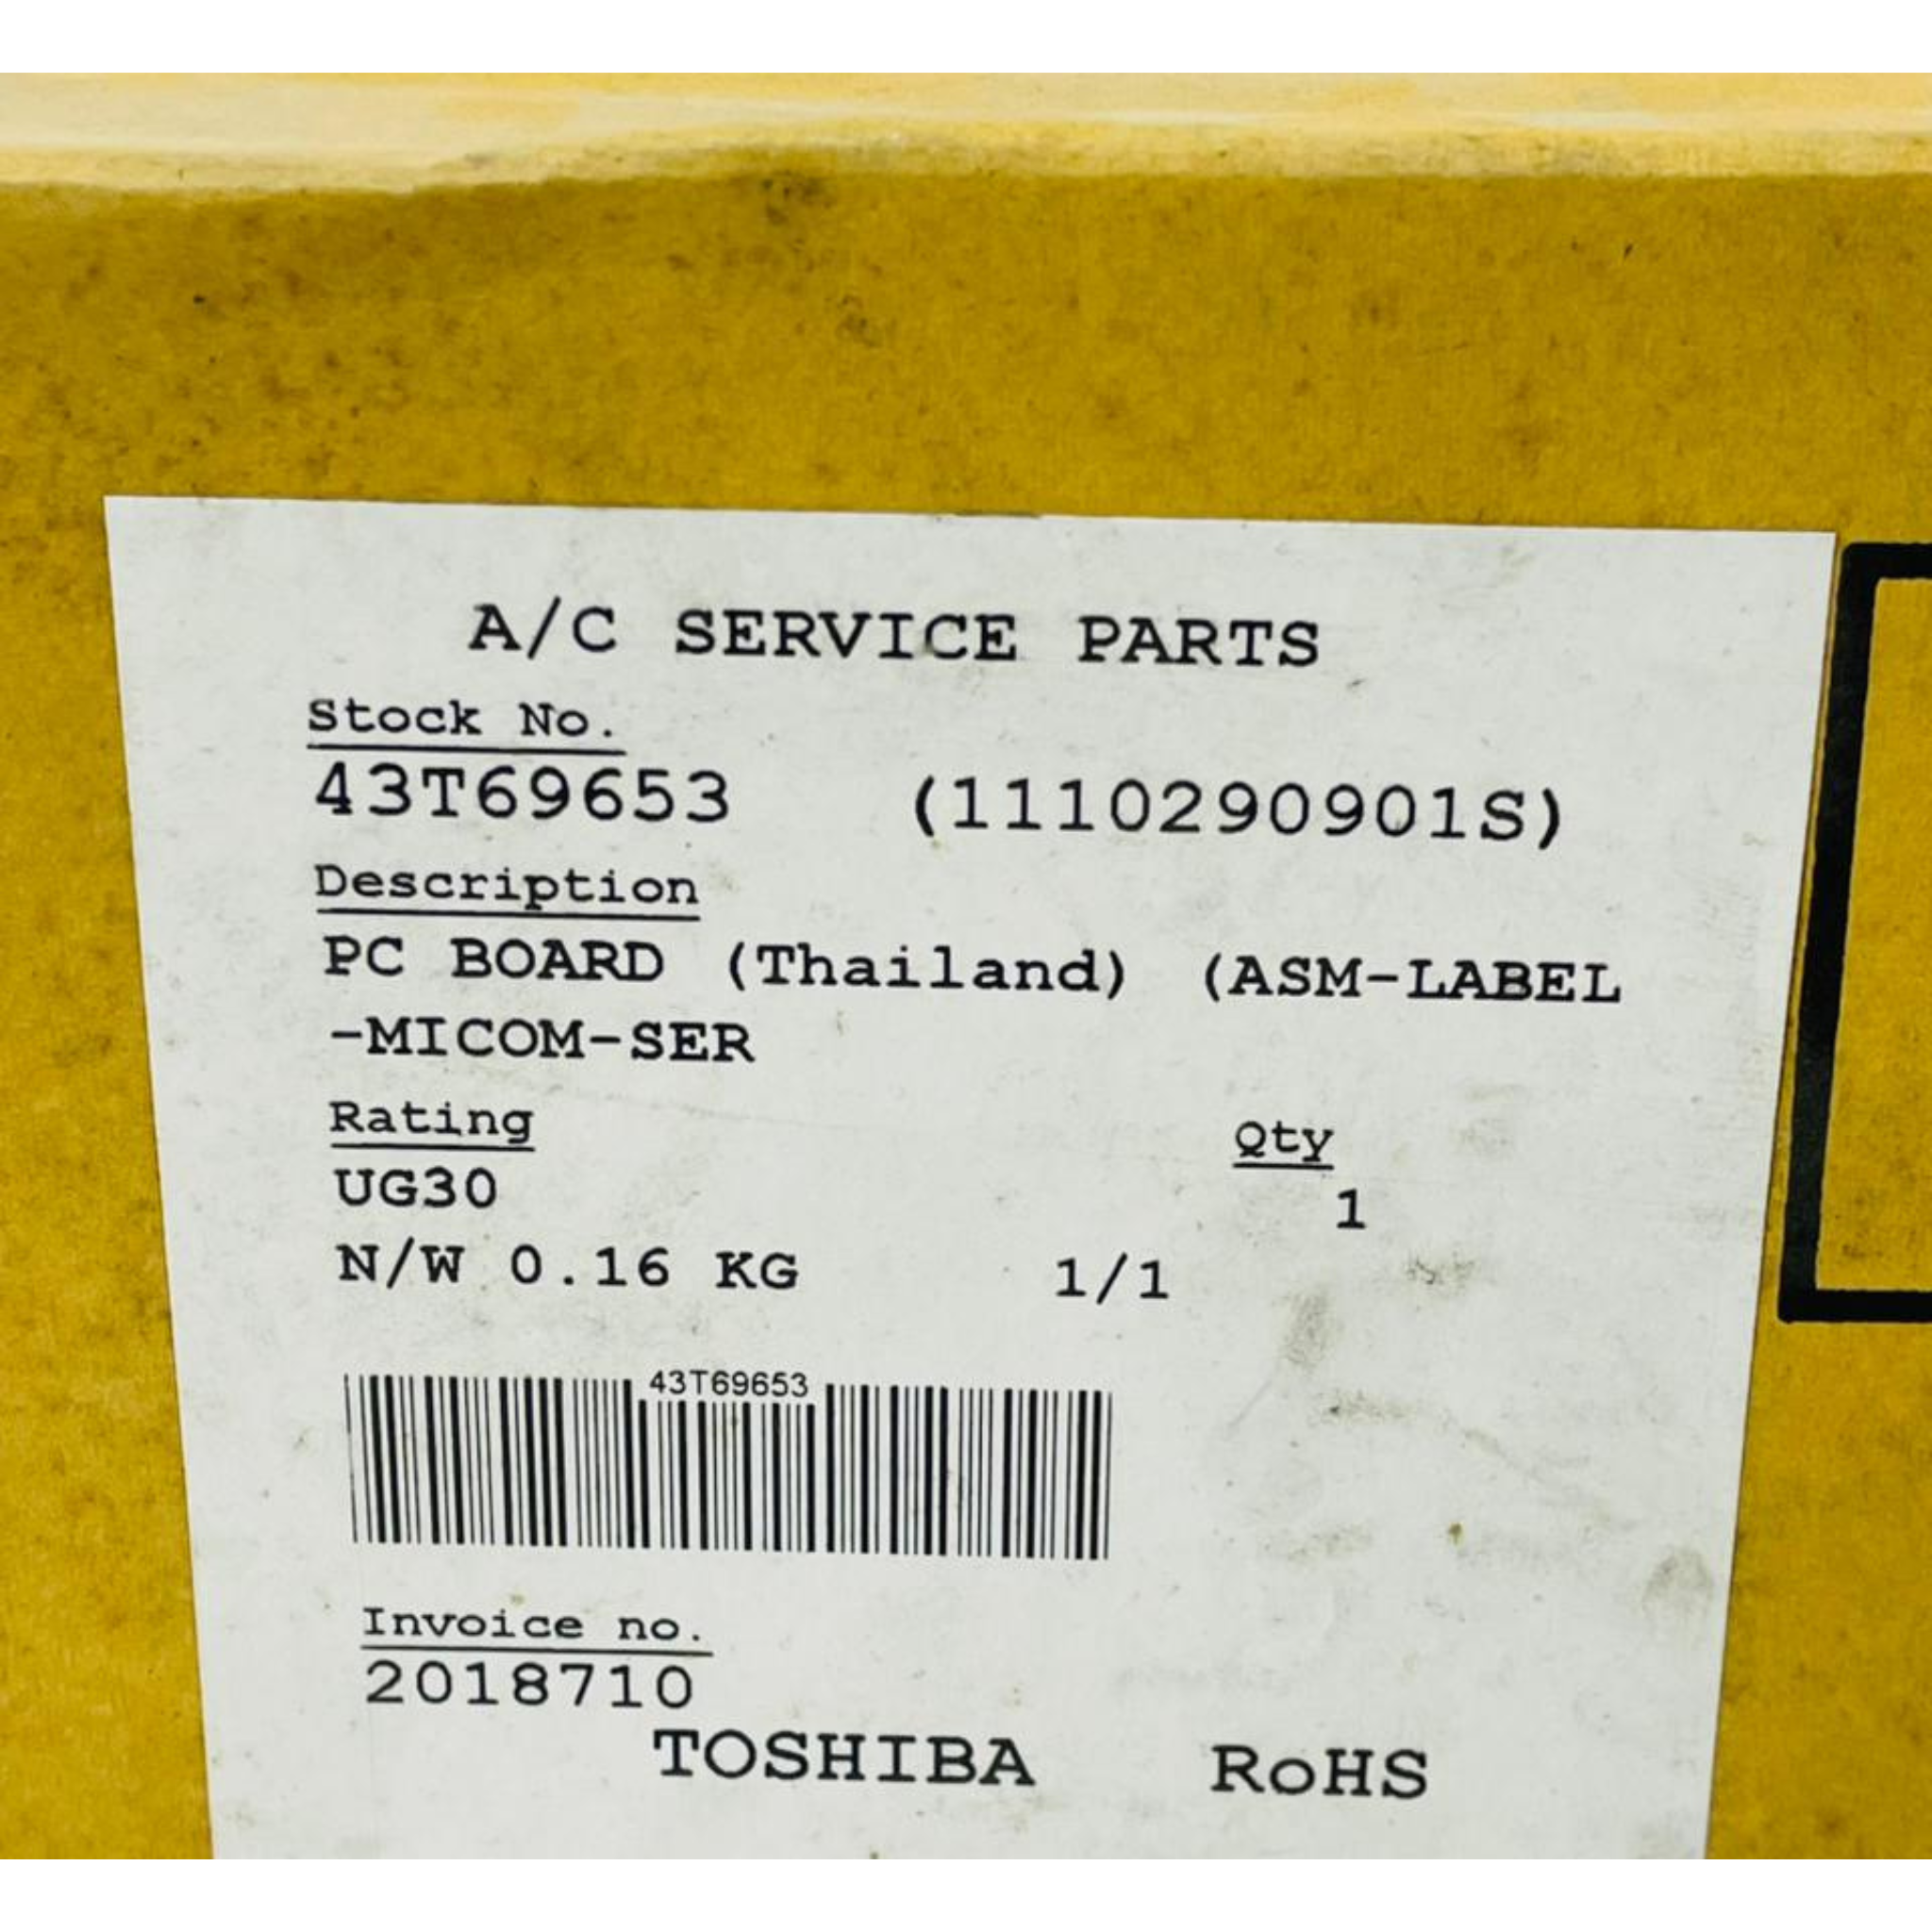 A/C SERVICE PARTS
Stock No.
43T69653 (1110290901S)
Description
PC BOARD (Thailand) (ASM-LABEL
-MICOM-SER
Rating Qty
UG30 1
N/W 0.16 KG 1/1
43T69653
Invoice no.
2018710
TOSHIBA RoHS